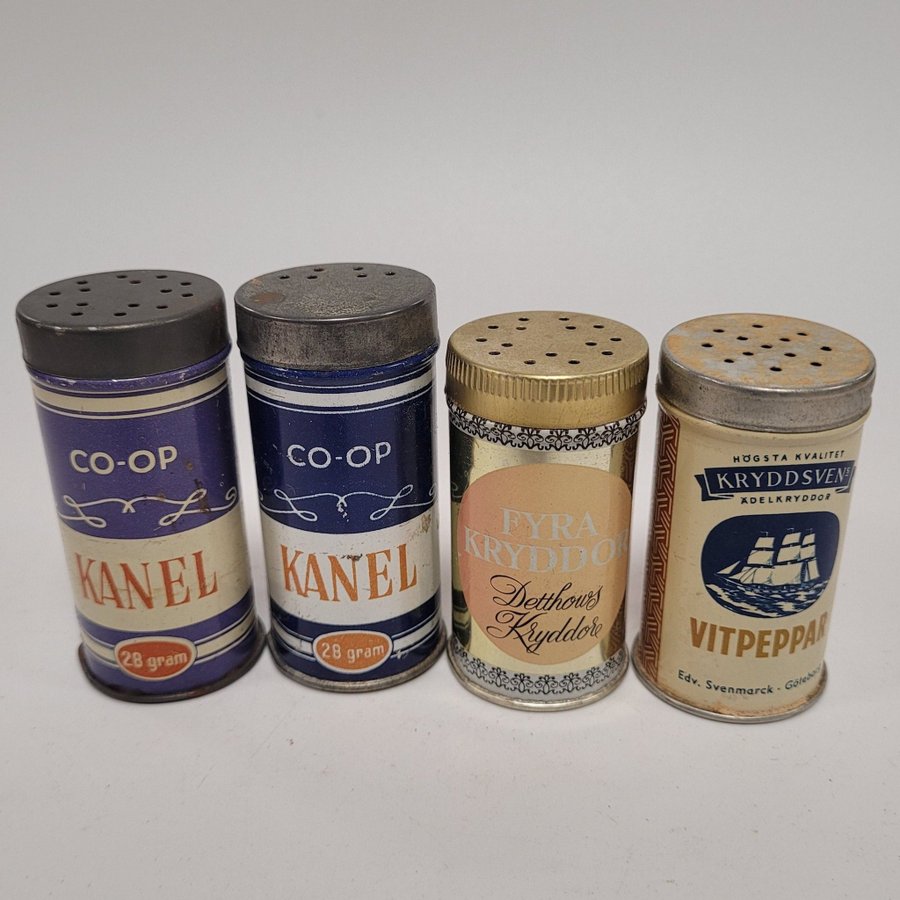 CO-OP
KANEL
28 gram
CO-OP
KANEL
28 gram
FYRA
KRYDDOR
Detthows
Kryddor
HÖGSTA KVALITET
KRYDDSVENS
ÄDELKRYDDOR
VITPEPPAR
Edv. Svenmarck - Götebo